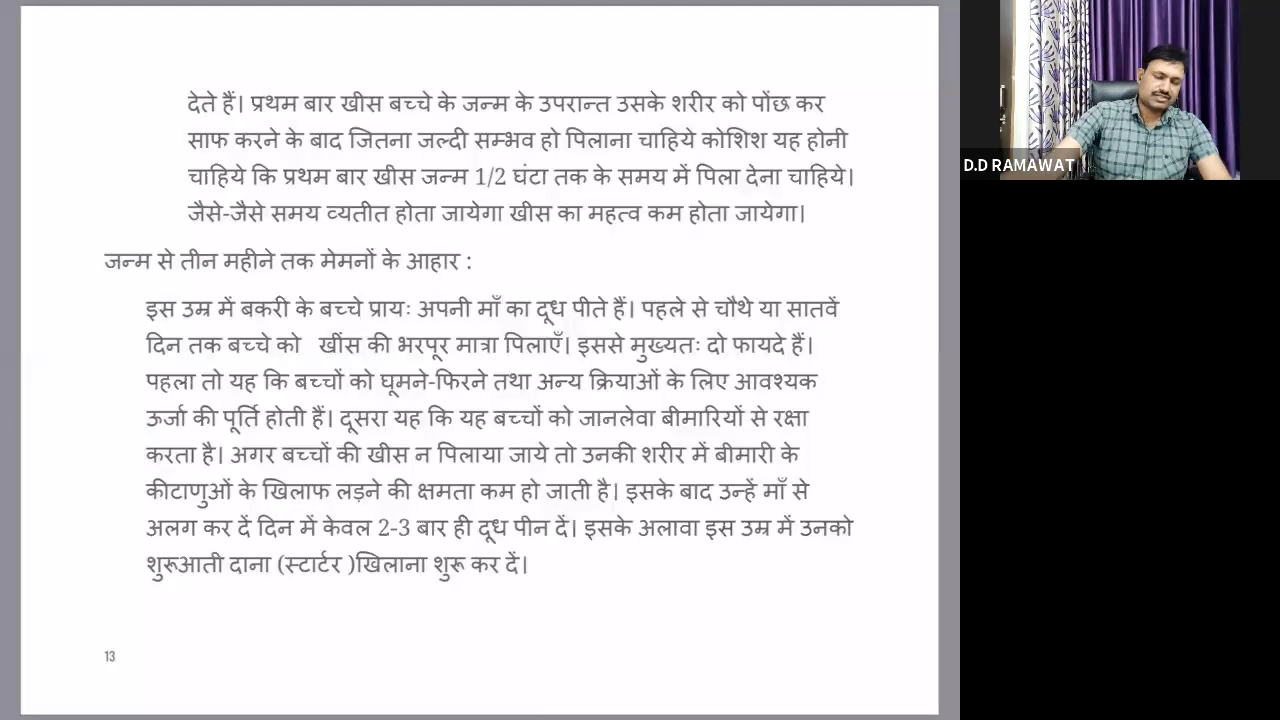 देते हैं। प्रथम बार खीस बच्चे के जन्म के उपरान्त उसके शरीर को पोंछ कर
साफ करने के बाद जितना जल्दी सम्भव हो पिलाना चाहिये कोशिश यह होनी
चाहिये कि प्रथम बार खीस जन्म 1/2 घंटा तक के समय में पिला देना चाहिये।
जैसे-जैसे समय व्यतीत होता जायेगा खीस का महत्व कम होता जायेगा।
जन्म से तीन महीने तक मेमनों के आहार :
इस उम्र में बकरी के बच्चे प्रायः अपनी माँ का दूध पीते हैं। पहले से चौथे या सातवें
दिन तक बच्चे को खींस की भरपूर मात्रा पिलाएँ। इससे मुख्यतः दो फायदे हैं।
पहला तो यह कि बच्चों को घूमने-फिरने तथा अन्य क्रियाओं के लिए आवश्यक
ऊर्जा की पूर्ति होती हैं। दूसरा यह कि यह बच्चों को जानलेवा बीमारियों से रक्षा
करता है। अगर बच्चों की खीस न पिलाया जाये तो उनकी शरीर में बीमारी के
कीटाणुओं के खिलाफ लड़ने की क्षमता कम हो जाती है। इसके बाद उन्हें माँ से
अलग कर दें दिन में केवल 2-3 बार ही दूध पीन दें। इसके अलावा इस उम्र में उनको
शुरूआती दाना (स्टार्टर )खिलाना शुरू कर दें।
13
D.D RAMAWAT